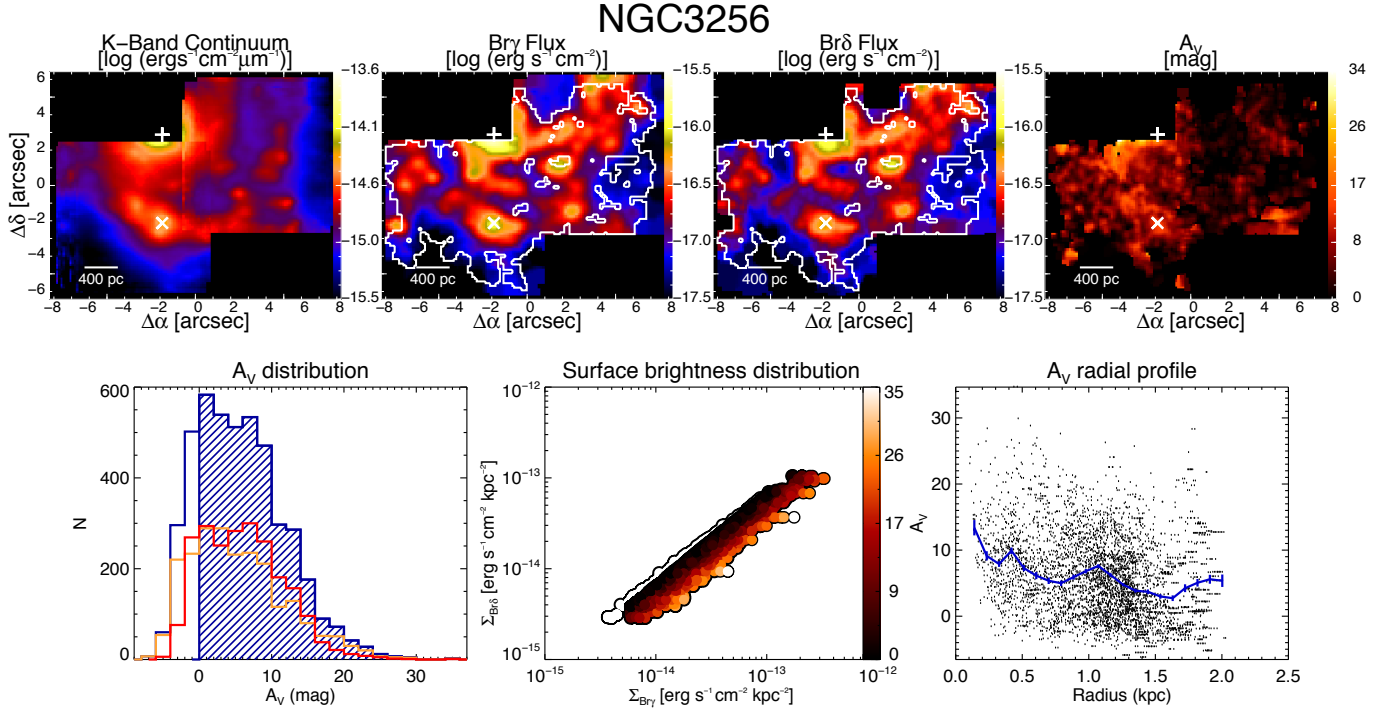 NGC3256
K−Band Continuum
[log (ergs⁻¹cm⁻²μm⁻¹)]
Brγ Flux
[log (erg s⁻¹cm⁻²)]
Brδ Flux
[log (erg s⁻¹cm⁻²)]
A_V
[mag]
6
4
2
0
−2
−4
−6
Δδ [arcsec]
400 pc
−8 −6 −4 −2 0 2 4 6 8
Δα [arcsec]
−13.6
−14.1
−14.6
−15.0
−15.5
400 pc
−8 −6 −4 −2 0 2 4 6 8
Δα [arcsec]
−15.5
−16.0
−16.5
−17.0
−17.5
400 pc
−8 −6 −4 −2 0 2 4 6 8
Δα [arcsec]
−15.5
−16.0
−16.5
−17.0
−17.5
400 pc
−8 −6 −4 −2 0 2 4 6 8
Δα [arcsec]
34
26
17
8
0
A_V distribution
600
400
200
0
N
0 10 20 30
A_V (mag)
Surface brightness distribution
10⁻¹²
10⁻¹³
10⁻¹⁴
10⁻¹⁵
Σ_Brδ [erg s⁻¹ cm⁻² kpc⁻²]
10⁻¹⁵ 10⁻¹⁴ 10⁻¹³ 10⁻¹²
Σ_Brγ [erg s⁻¹ cm⁻² kpc⁻²]
35
26
17
9
0
A_V radial profile
30
20
10
0
A_V
0.0 0.5 1.0 1.5 2.0 2.5
Radius (kpc)